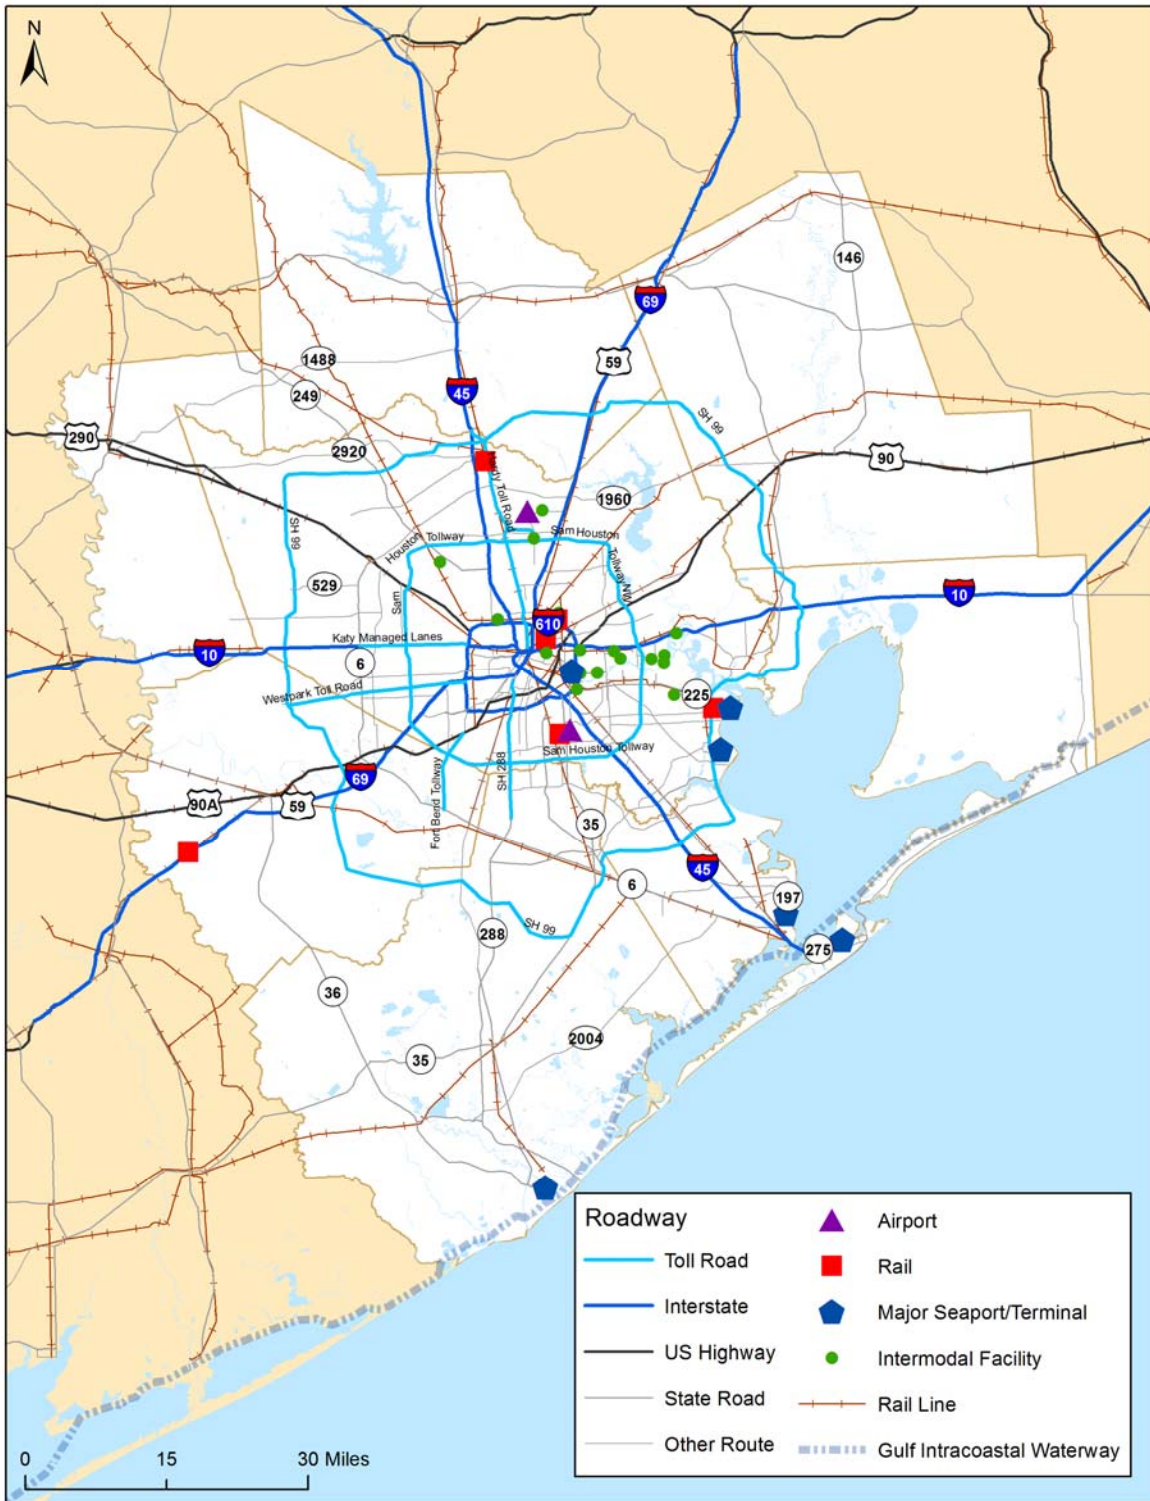 N
146
69
59
1488
45
249
SH 99
290
2920
90
1960
Hardy Toll Road
SH 99
Houston Tollway
Sam Houston
Tollway NW
529
Sam
10
610
Katy Managed Lanes
10
6
Westpark Toll Road
225
Sam Houston Tollway
69
SH 288
90A
59
Fort Bend Tollway
35
45
6
197
SH 99
288
275
36
2004
35
Roadway
Toll Road
Interstate
US Highway
State Road
Other Route
Airport
Rail
Major Seaport/Terminal
Intermodal Facility
Rail Line
Gulf Intracoastal Waterway
0 15 30 Miles